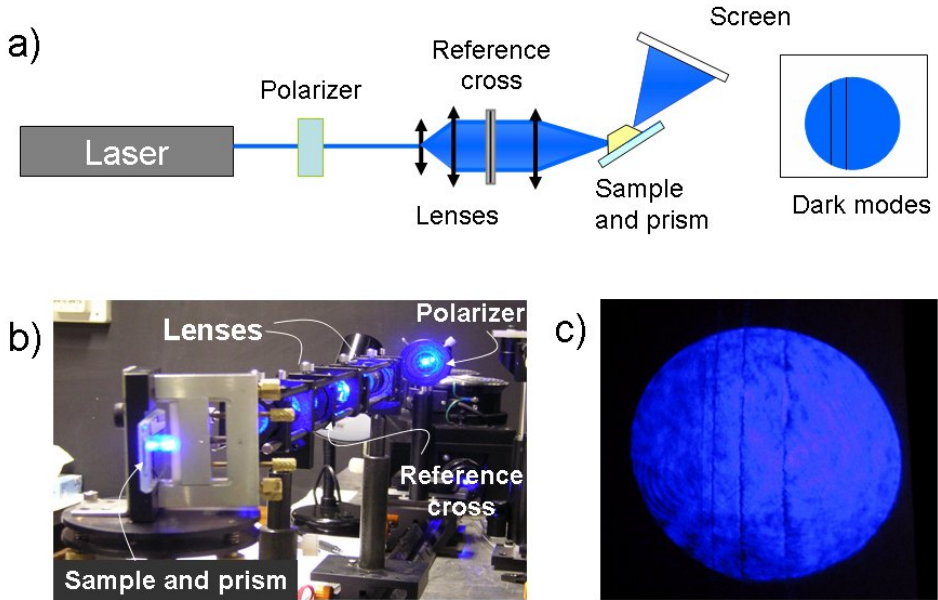 a)
Screen
Reference
cross
Polarizer
Laser
Lenses
Sample
and prism
Dark modes
b)
Lenses
Polarizer
Reference
cross
Sample and prism
c)